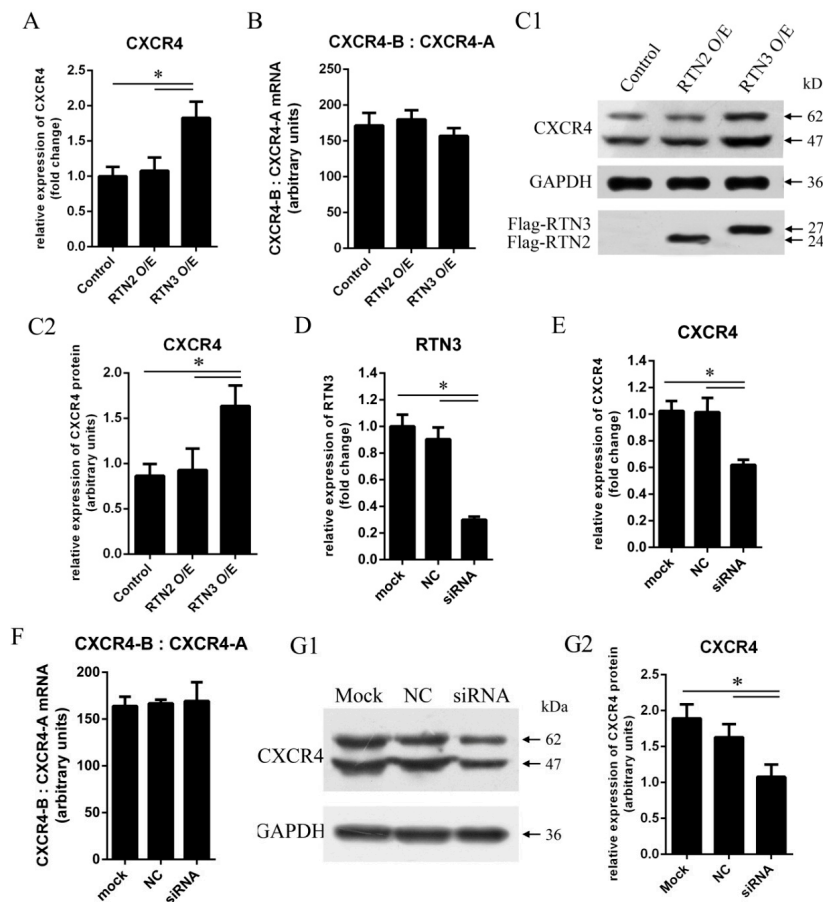 A
CXCR4
relative expression of CXCR4
(fold change)
2.5
2.0
1.5
1.0
0.5
0.0
*
Control
RTN2 O/E
RTN3 O/E
B
CXCR4-B : CXCR4-A
CXCR4-B : CXCR4-A mRNA
(arbitrary units)
250
200
150
100
50
0
Control
RTN2 O/E
RTN3 O/E
C1
Control
RTN2 O/E
RTN3 O/E
kD
CXCR4
62
47
GAPDH
36
Flag-RTN3
27
Flag-RTN2
24
C2
CXCR4
relative expression of CXCR4 protein
(arbitrary units)
2.0
1.5
1.0
0.5
0.0
*
Control
RTN2 O/E
RTN3 O/E
D
RTN3
relative expression of RTN3
(fold change)
1.4
1.2
1.0
0.8
0.6
0.4
0.2
0.0
*
mock
NC
siRNA
E
CXCR4
relative expression of CXCR4
(fold change)
1.4
1.2
1.0
0.8
0.6
0.4
0.2
0.0
*
mock
NC
siRNA
F
CXCR4-B : CXCR4-A
CXCR4-B : CXCR4-A mRNA
(arbitrary units)
200
150
100
50
0
mock
NC
siRNA
G1
Mock NC siRNA
kDa
CXCR4
62
47
GAPDH
36
G2
CXCR4
relative expression of CXCR4 protein
(arbitrary units)
2.5
2.0
1.5
1.0
0.5
0.0
*
Mock
NC
siRNA